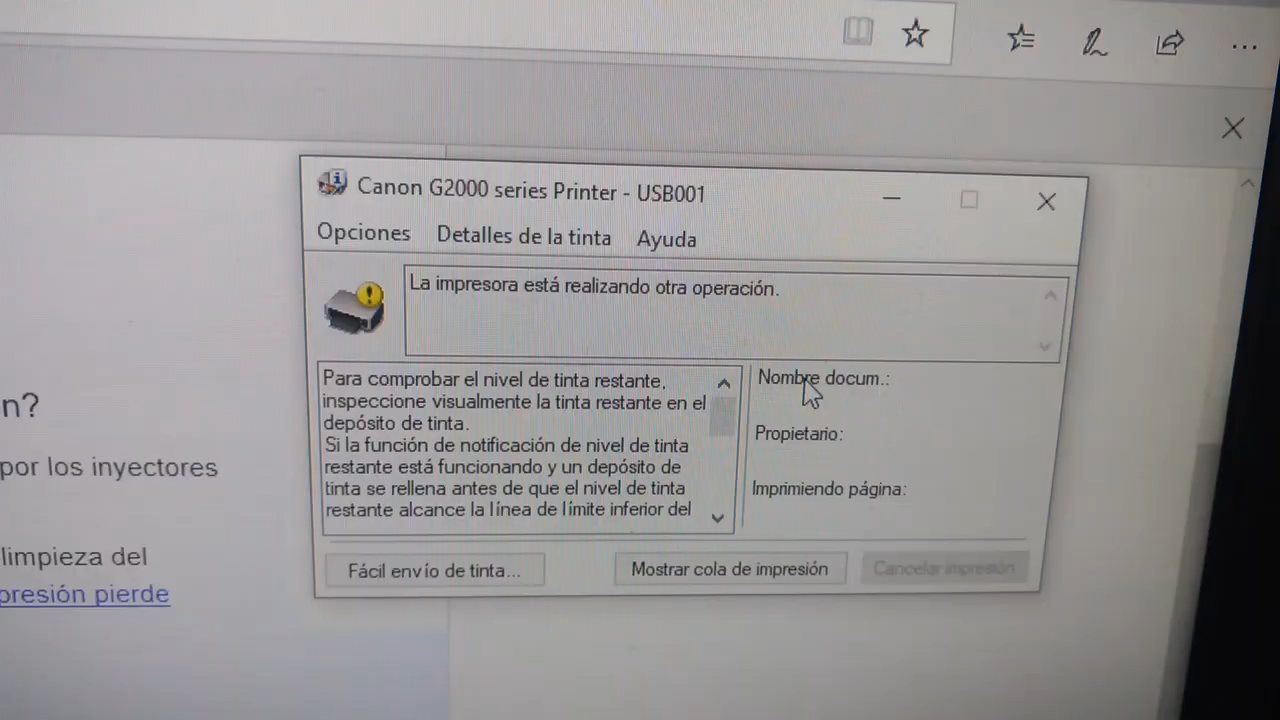 Canon G2000 series Printer - USB001
Opciones Detalles de la tinta Ayuda
La impresora está realizando otra operación.
Para comprobar el nivel de tinta restante,
inspeccione visualmente la tinta restante en el
depósito de tinta.
Si la función de notificación de nivel de tinta
restante está funcionando y un depósito de
tinta se rellena antes de que el nivel de tinta
restante alcance la línea de límite inferior del
Nombre docum.:
Propietario:
Imprimiendo página:
Fácil envío de tinta...
Mostrar cola de impresión
Cancelar impresión
n?
por los inyectores
limpieza del
presión pierde